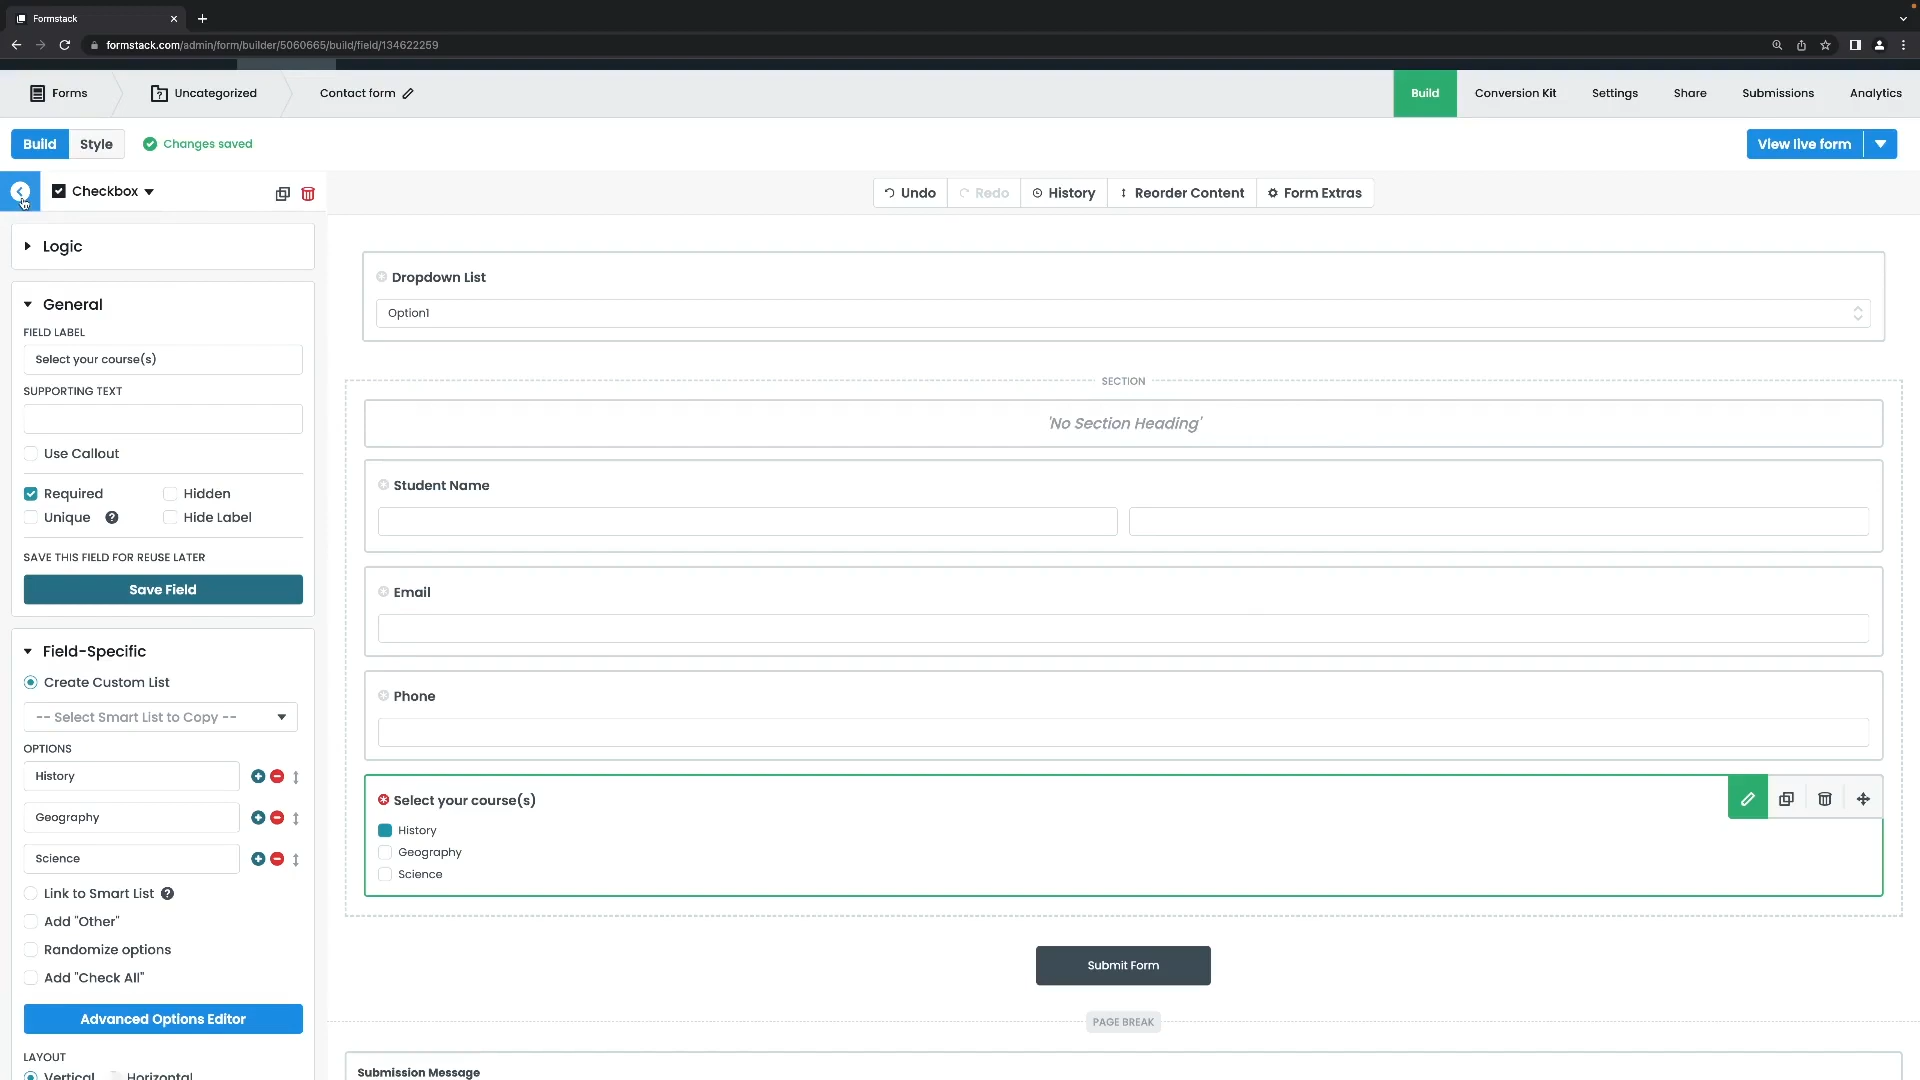 Formstack
formstack.com/admin/form/builder/5060665/build/field/134622259
Forms
Uncategorized
Contact form
Build
Conversion Kit
Settings
Share
Submissions
Analytics
Build
Style
Changes saved
View live form
Checkbox
Undo
Redo
History
Reorder Content
Form Extras
Logic
General
FIELD LABEL
Select your course(s)
SUPPORTING TEXT
Use Callout
Required
Hidden
Unique
Hide Label
SAVE THIS FIELD FOR REUSE LATER
Save Field
Field-Specific
Create Custom List
-- Select Smart List to Copy --
OPTIONS
History
Geography
Science
Link to Smart List
Add "Other"
Randomize options
Add "Check All"
Advanced Options Editor
LAYOUT
Vertical
Horizontal
Dropdown List
Option1
SECTION
'No Section Heading'
Student Name
Email
Phone
Select your course(s)
History
Geography
Science
Submit Form
PAGE BREAK
Submission Message